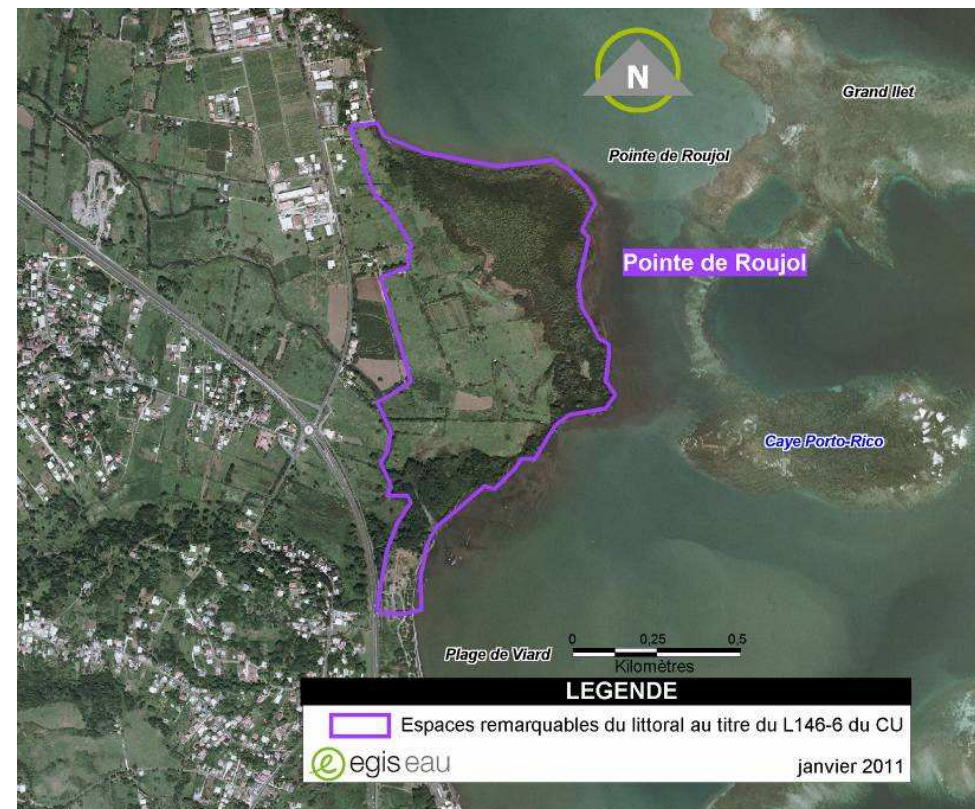 N
Grand Ilet
Pointe de Roujol
Pointe de Roujol
Caye Porto-Rico
Plage de Viard
0 0,25 0,5
Kilomètres
LEGENDE
Espaces remarquables du littoral au titre du L146-6 du CU
e egis eau
janvier 2011